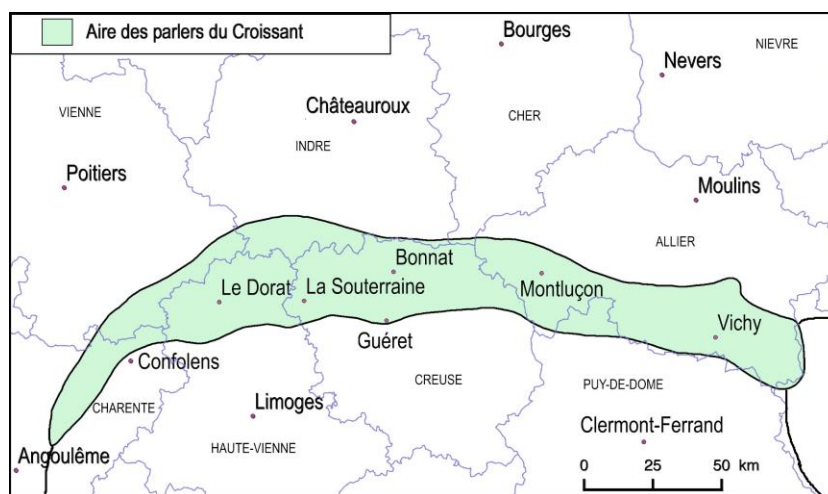 Aire des parlers du Croissant
Bourges
NIEVRE
Nevers
VIENNE
Châteauroux
CHER
INDRE
Poitiers
Moulins
ALLIER
Bonnat
Le Dorat
La Souterraine
Montluçon
Guéret
Vichy
Confolens
CREUSE
PUY-DE-DOME
CHARENTE
Limoges
Clermont-Ferrand
HAUTE-VIENNE
Angoulême
0 25 50 km